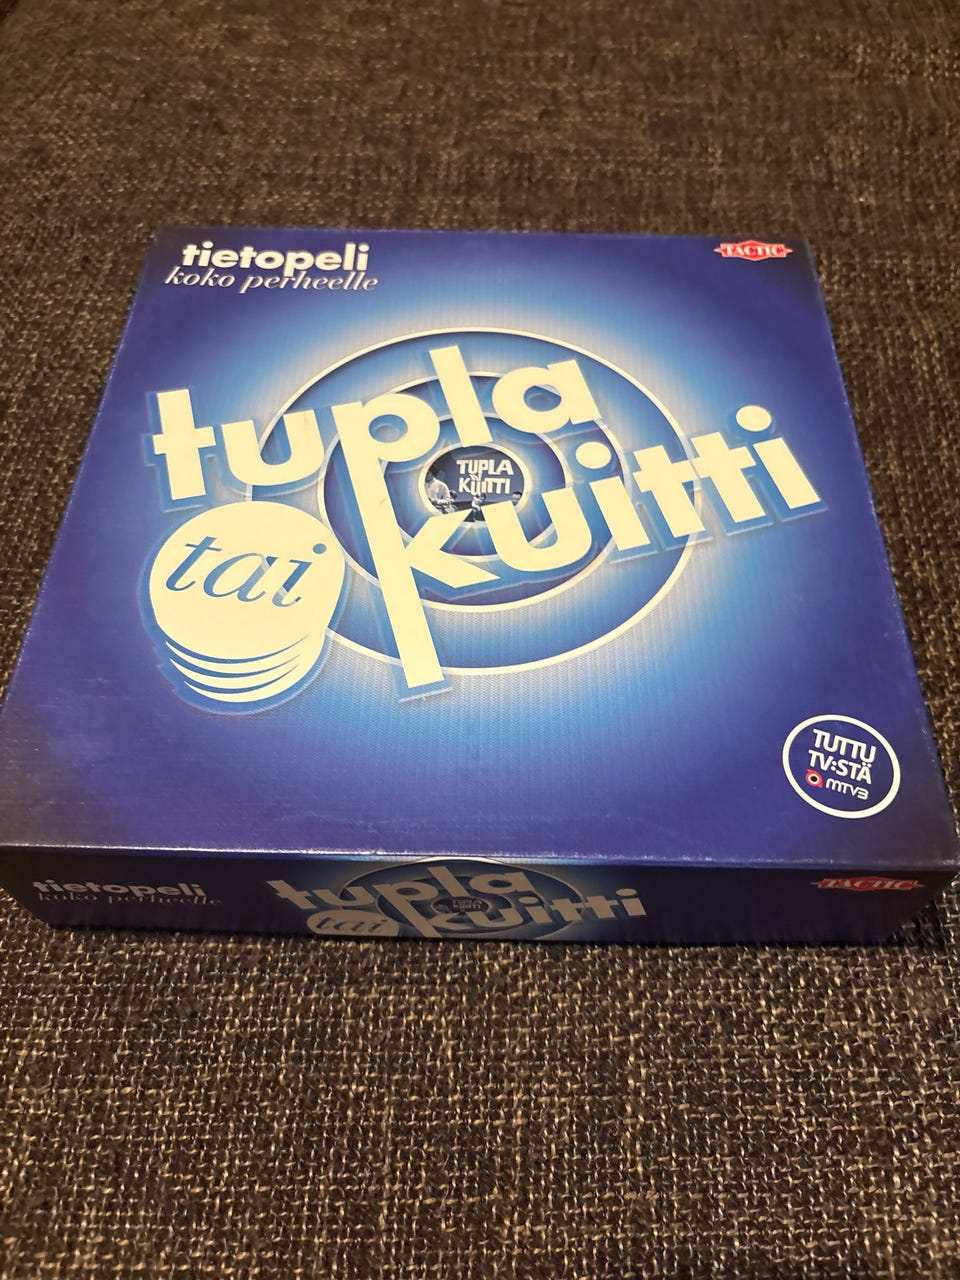 tietopeli
koko perheelle
TACTIC
tupla
tai
kuitti
TUPLA
KUITTI
TUTTU
TV:STÄ
MTV3
tietopeli
koko perheelle
tupla
tai
kuitti
TACTIC